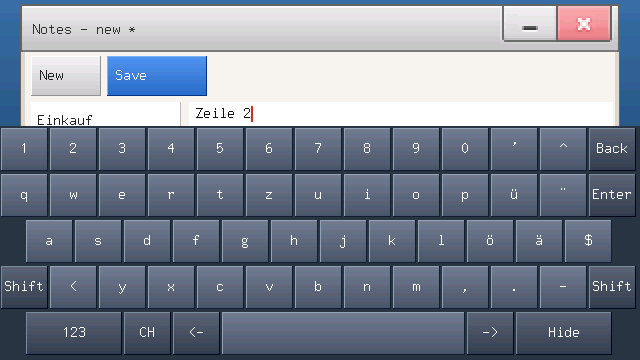 Notes - new *
New Save
Einkauf Zeile 2
1 2 3 4 5 6 7 8 9 0 ' ^ Back
q w e r t z u i o p ü ¨ Enter
a s d f g h j k l ö ä $
Shift < y x c v b n m , . - Shift
123 CH <- -> Hide